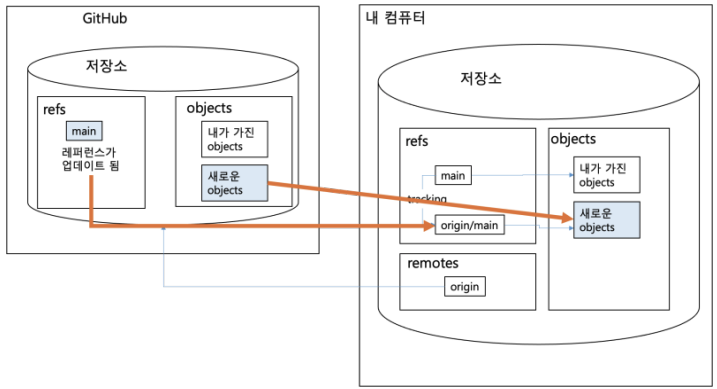 GitHub
저장소
refs
main
레퍼런스가
업데이트 됨
objects
내가 가진
objects
새로운
objects
내 컴퓨터
저장소
refs
main
tracking
origin/main
objects
내가 가진
objects
새로운
objects
remotes
origin